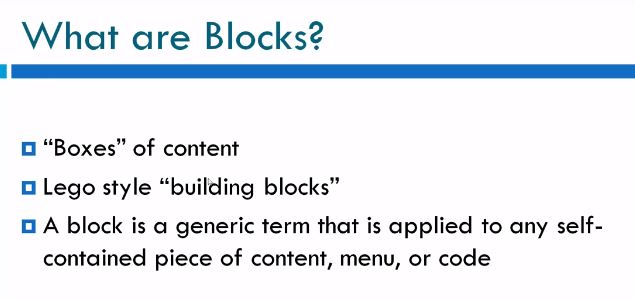 What are Blocks?
“Boxes” of content
Lego style “building blocks”
A block is a generic term that is applied to any self-
contained piece of content, menu, or code